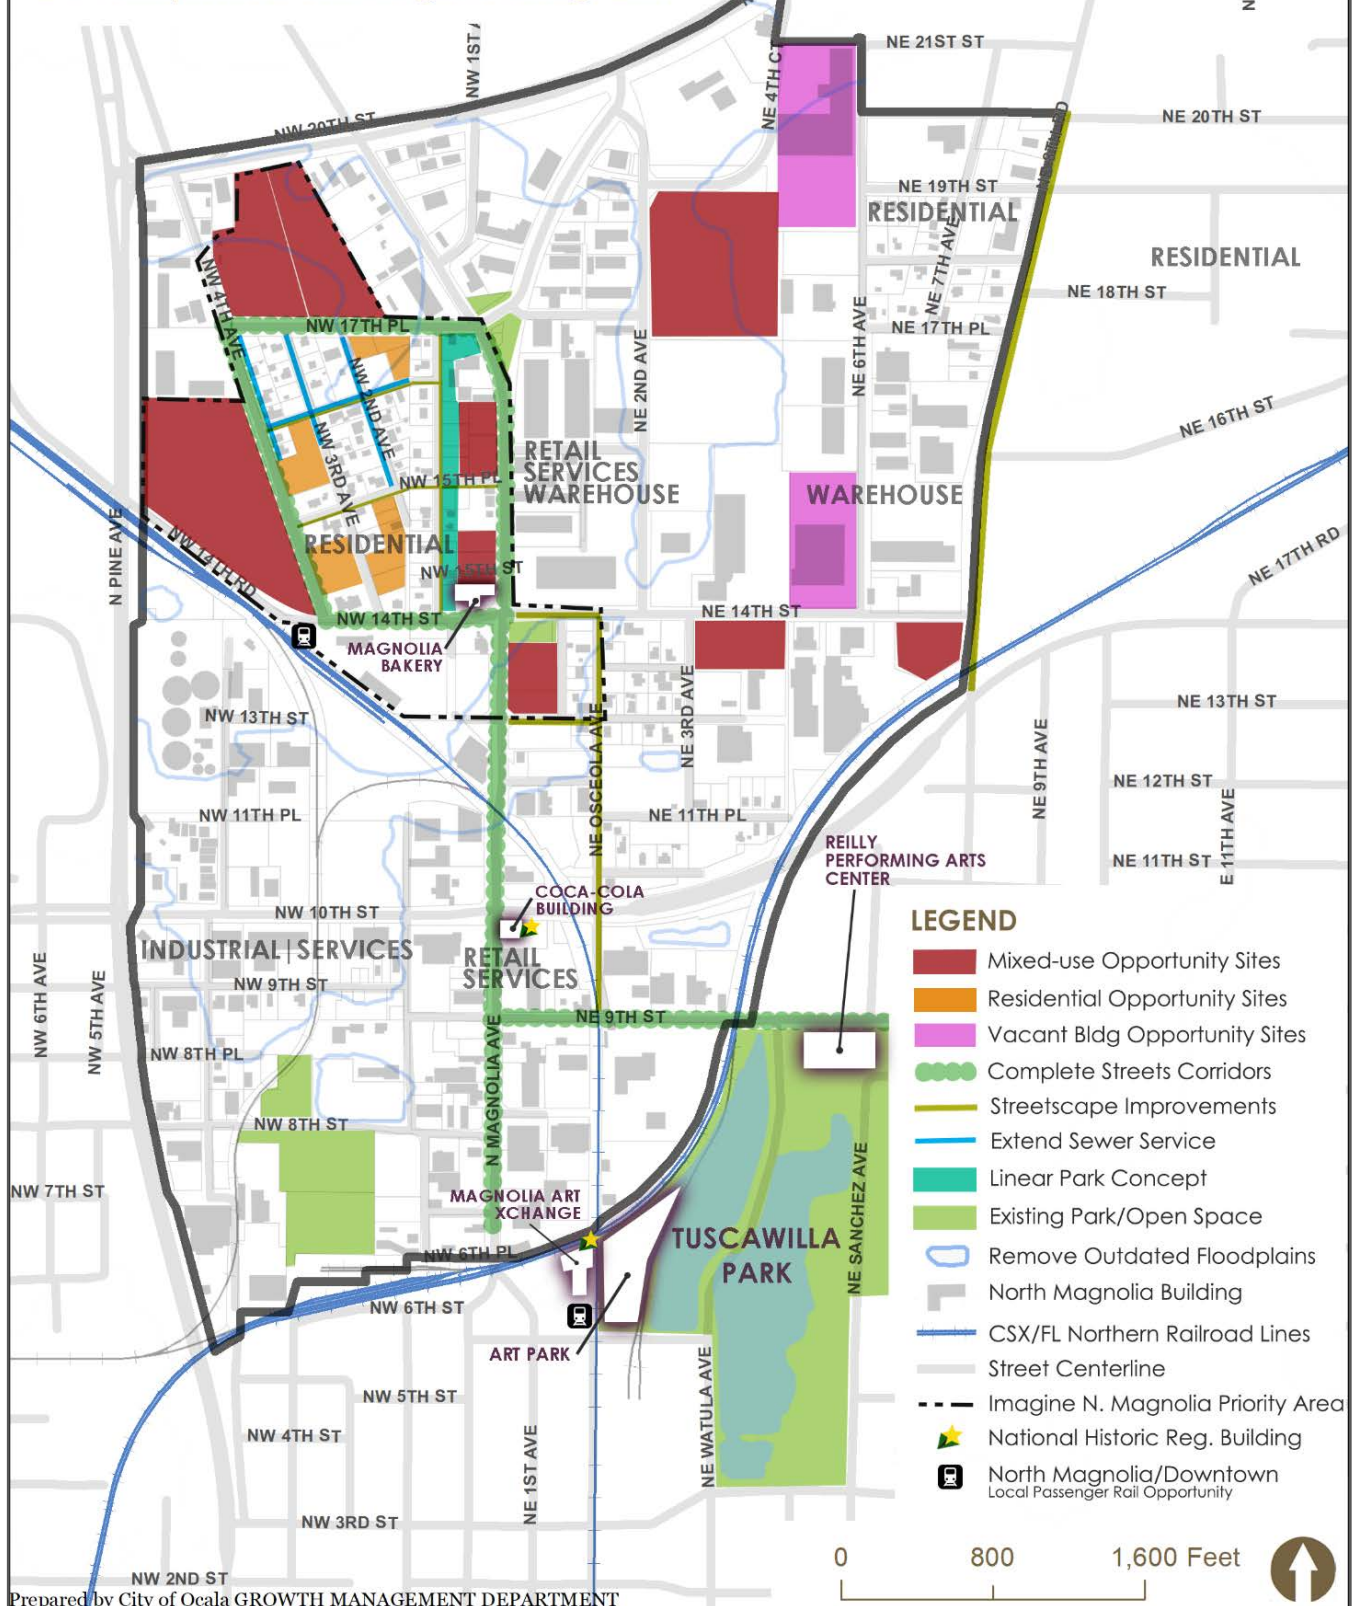 NW 1ST A
N
NE 21ST ST
NE 4TH CT
NE 20TH ST
NW 20TH ST
NE 8TH RD
NE 19TH ST
RESIDENTIAL
NE 7TH AVE
RESIDENTIAL
NW 4TH AVE
NE 18TH ST
NW 17TH PL
NE 17TH PL
NE 2ND AVE
NE 6TH AVE
NW 2ND AVE
NE 16TH ST
NW 3RD AVE
RETAIL
SERVICES
WAREHOUSE
NW 15TH PL
WAREHOUSE
N PINE AVE
NW 14TH RD
RESIDENTIAL
NW 15TH ST
NE 17TH RD
NW 14TH ST
NE 14TH ST
MAGNOLIA
BAKERY
NW 13TH ST
NE 3RD AVE
NE 13TH ST
NE OSCEOLA AVE
NE 9TH AVE
NE 12TH ST
NW 11TH PL
NE 11TH PL
E 11TH AVE
NE 11TH ST
REILLY
PERFORMING ARTS
CENTER
COCA-COLA
BUILDING
NW 10TH ST
INDUSTRIAL|SERVICES
RETAIL
SERVICES
NW 6TH AVE
NW 5TH AVE
NW 9TH ST
NE 9TH ST
NW 8TH PL
N MAGNOLIA AVE
NW 8TH ST
NW 7TH ST
MAGNOLIA ART
XCHANGE
NE SANCHEZ AVE
TUSCAWILLA
PARK
NW 6TH PL
NW 6TH ST
ART PARK
NE WATULA AVE
NW 5TH ST
NW 4TH ST
NE 1ST AVE
NW 3RD ST
NW 2ND ST
LEGEND
Mixed-use Opportunity Sites
Residential Opportunity Sites
Vacant Bldg Opportunity Sites
Complete Streets Corridors
Streetscape Improvements
Extend Sewer Service
Linear Park Concept
Existing Park/Open Space
Remove Outdated Floodplains
North Magnolia Building
CSX/FL Northern Railroad Lines
Street Centerline
Imagine N. Magnolia Priority Area
National Historic Reg. Building
North Magnolia/Downtown
Local Passenger Rail Opportunity
0 800 1,600 Feet
Prepared by City of Ocala GROWTH MANAGEMENT DEPARTMENT